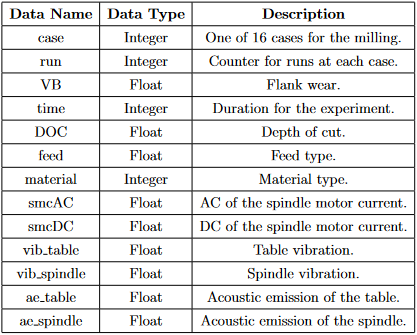 Data Name Data Type Description
case Integer One of 16 cases for the milling.
run Integer Counter for runs at each case.
VB Float Flank wear.
time Integer Duration for the experiment.
DOC Float Depth of cut.
feed Float Feed type.
material Integer Material type.
smcAC Float AC of the spindle motor current.
smcDC Float DC of the spindle motor current.
vib_table Float Table vibration.
vib_spindle Float Spindle vibration.
ae_table Float Acoustic emission of the table.
ae_spindle Float Acoustic emission of the spindle.